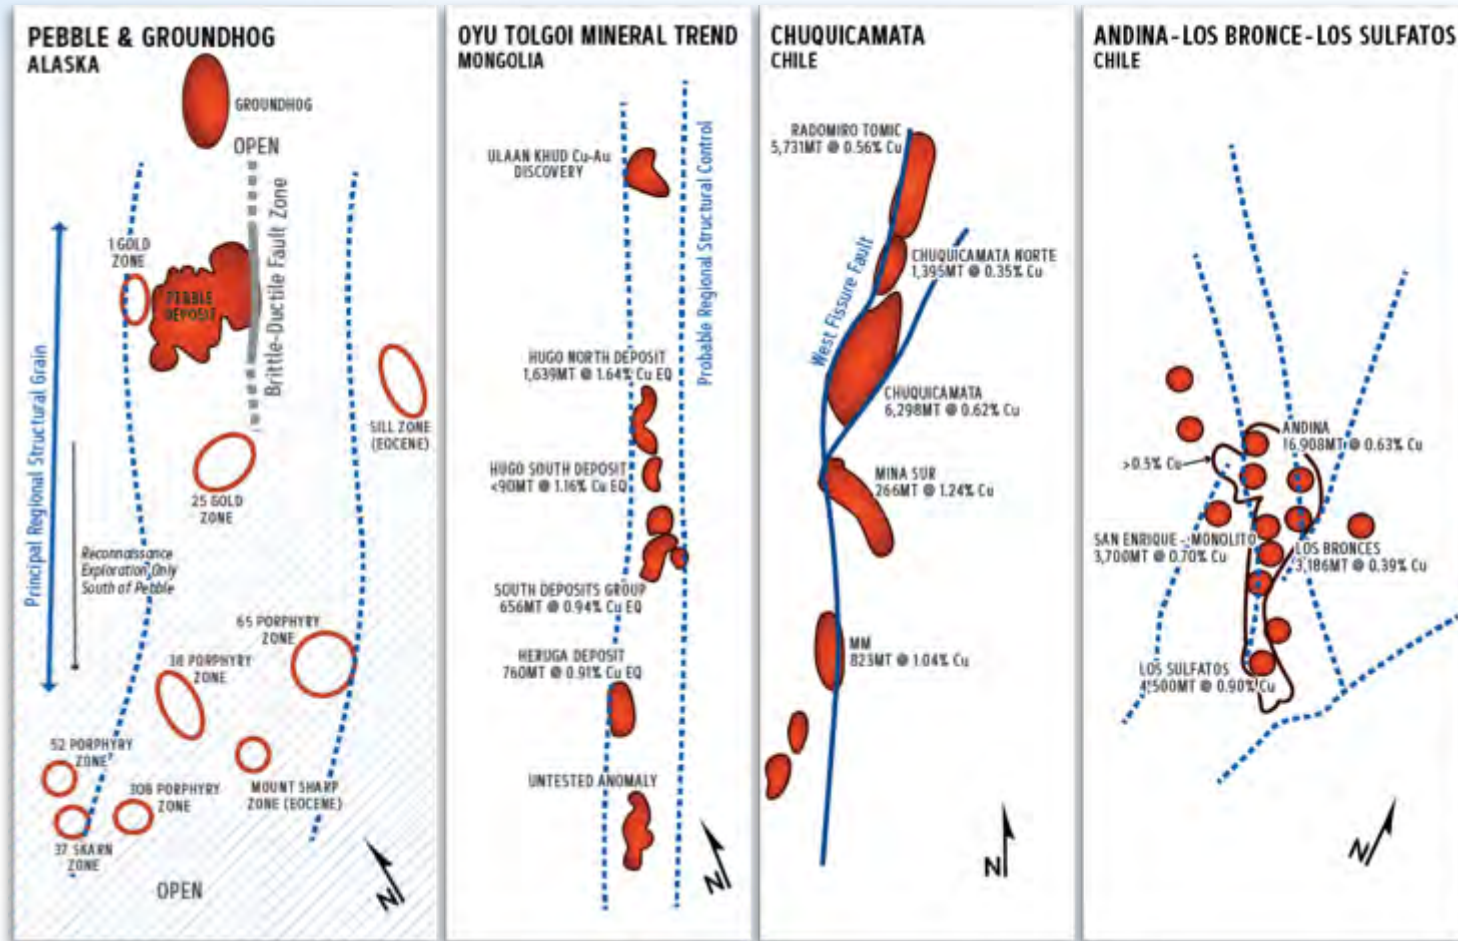 PEBBLE & GROUNDHOG
ALASKA
GROUNDHOG
OPEN
1 GOLD
ZONE
PEBBLE
DEPOSIT
Brittle-Ductile Fault Zone
Principal Regional Structural Grain
SILL ZONE
(EOCENE)
25 GOLD
ZONE
Reconnaissance
Exploration Only
South of Pebble
65 PORPHYRY
ZONE
38 PORPHYRY
ZONE
52 PORPHYRY
ZONE
308 PORPHYRY
ZONE
MOUNT SHARP
ZONE (EOCENE)
37 SKARN
ZONE
OPEN
N
OYU TOLGOI MINERAL TREND
MONGOLIA
ULAAN KHUD Cu-Au
DISCOVERY
Probable Regional Structural Control
HUGO NORTH DEPOSIT
1,639MT @ 1.64% Cu EQ
HUGO SOUTH DEPOSIT
<90MT @ 1.16% Cu EQ
SOUTH DEPOSITS GROUP
656MT @ 0.94% Cu EQ
HERUGA DEPOSIT
760MT @ 0.91% Cu EQ
UNTESTED ANOMALY
N
CHUQUICAMATA
CHILE
RADOMIRO TOMIC
5,731MT @ 0.56% Cu
West Fissure Fault
CHUQUICAMATA NORTE
1,395MT @ 0.35% Cu
CHUQUICAMATA
6,298MT @ 0.62% Cu
MINA SUR
266MT @ 1.24% Cu
MM
823MT @ 1.04% Cu
N
ANDINA-LOS BRONCE-LOS SULFATOS
CHILE
ANDINA
16,908MT @ 0.63% Cu
>0.5% Cu
SAN ENRIQUE - MONOLITO
3,700MT @ 0.70% Cu
LOS BRONCES
3,186MT @ 0.39% Cu
LOS SULFATOS
4,500MT @ 0.90% Cu
N